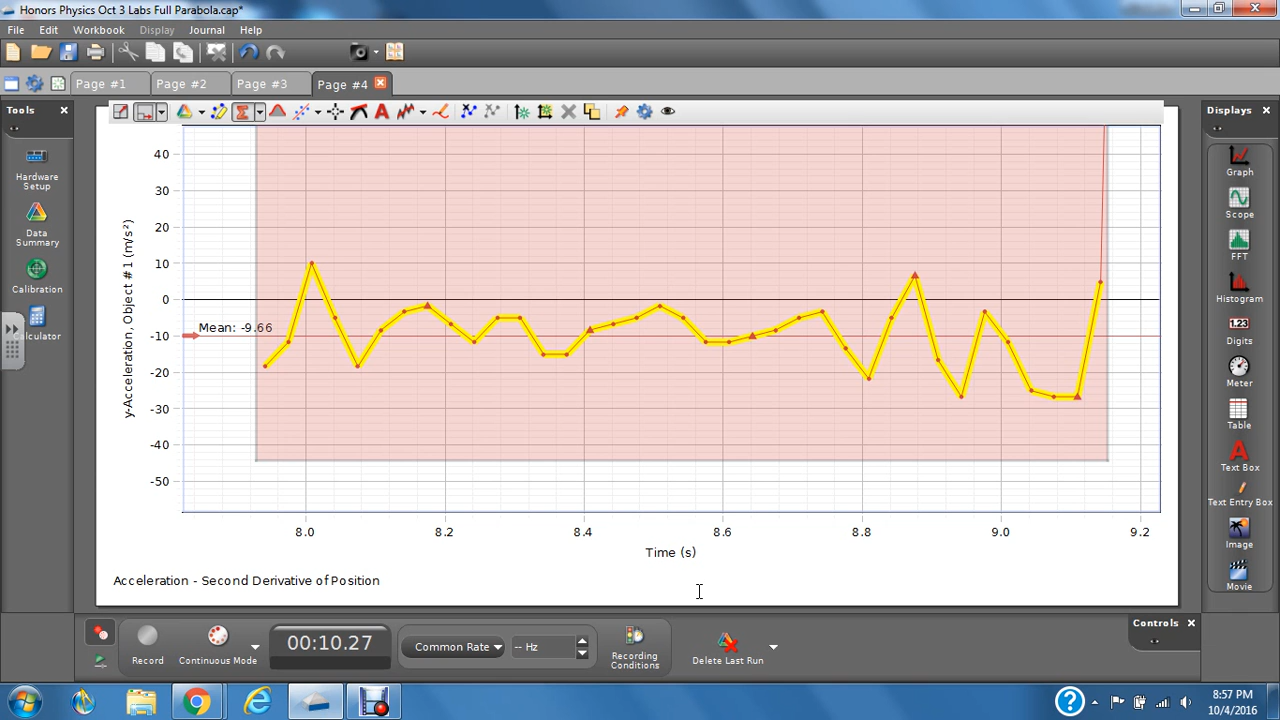 Honors Physics Oct 3 Labs Full Parabola.cap*
File Edit Workbook Display Journal Help
Page #1 Page #2 Page #3 Page #4
Tools
Hardware
Setup
Data
Summary
Calibration
Calculator
y-Acceleration, Object #1 (m/s²)
40
30
20
10
0
-10
-20
-30
-40
-50
Mean: -9.66
8.0 8.2 8.4 8.6 8.8 9.0 9.2
Time (s)
Acceleration - Second Derivative of Position
Displays
Graph
Scope
FFT
Histogram
1.23
Digits
Meter
Table
Text Box
Text Entry Box
Image
Movie
Record
Continuous Mode
00:10.27
Common Rate
-- Hz
Recording
Conditions
Delete Last Run
Controls
8:57 PM
10/4/2016